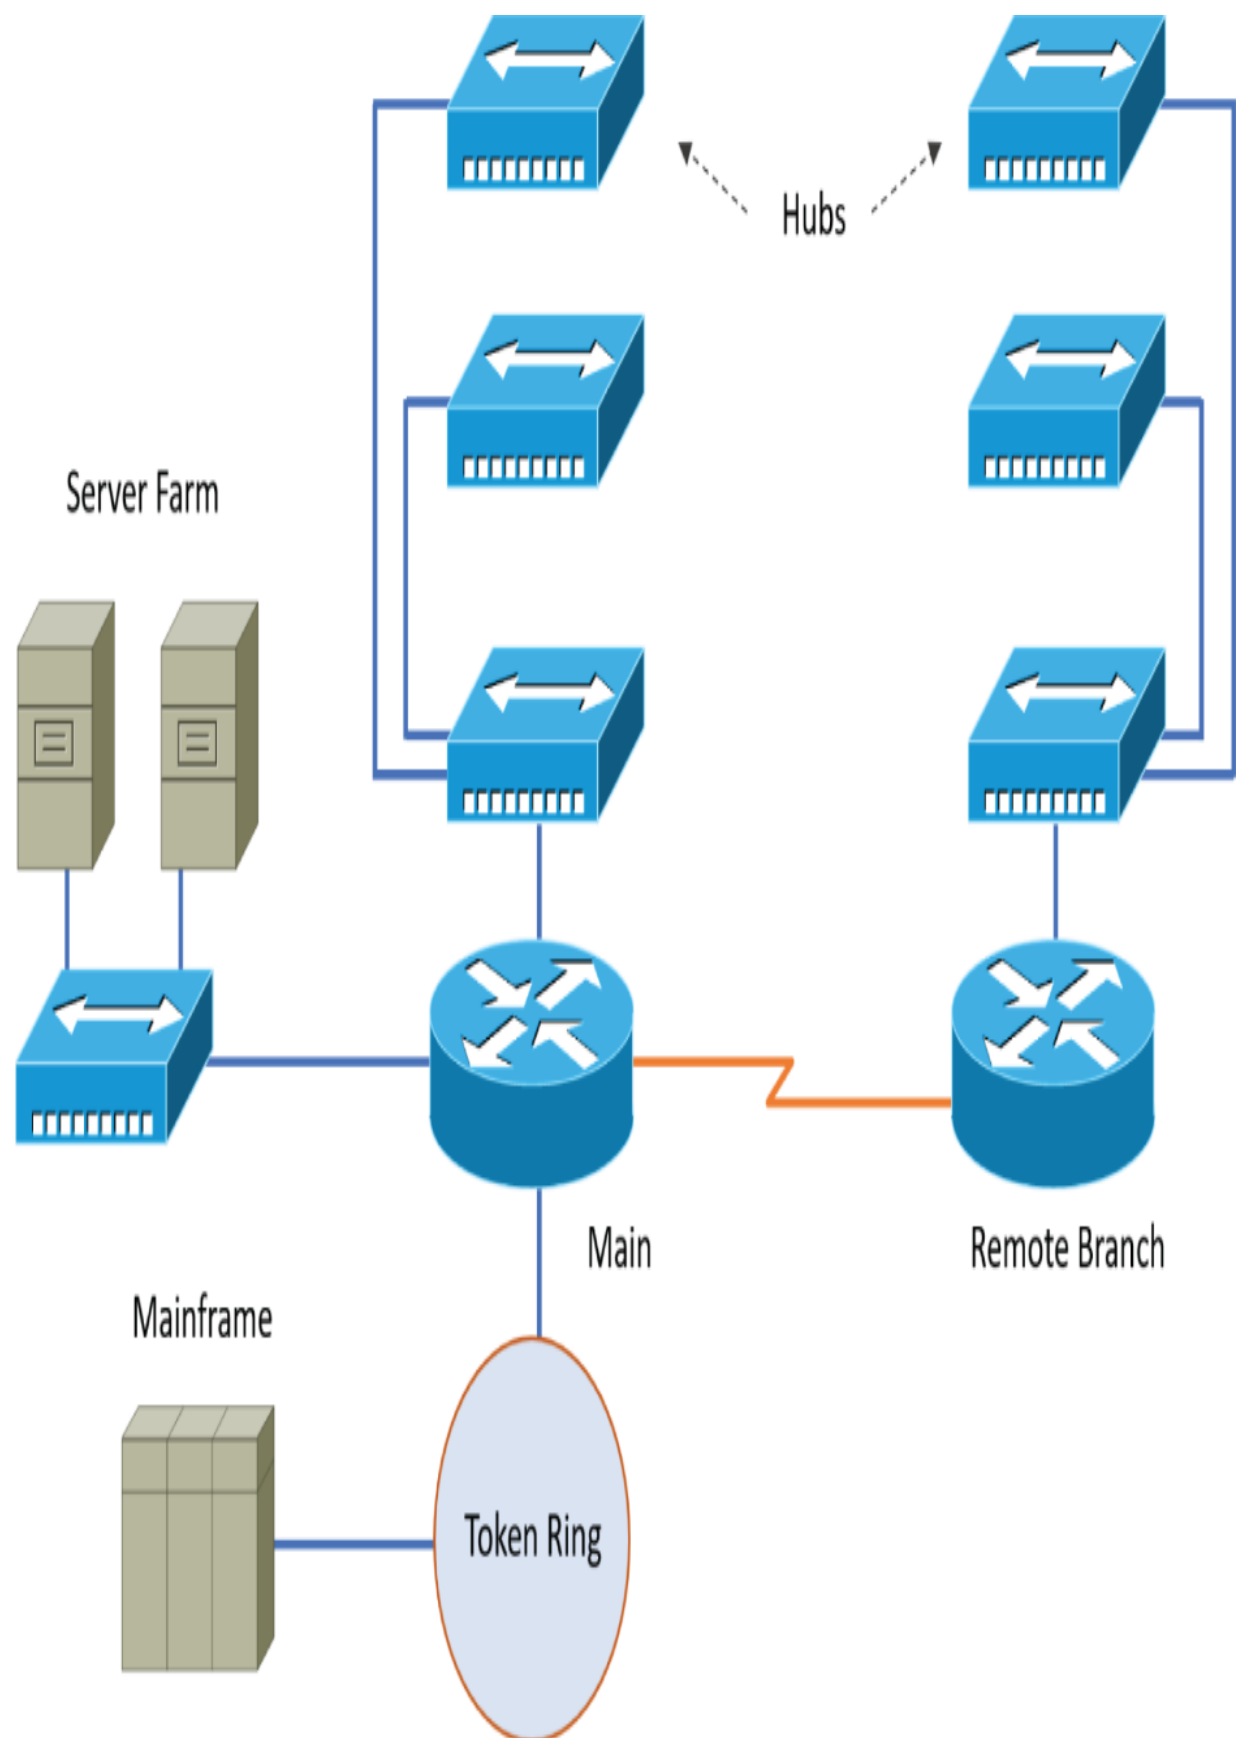 Hubs
Server Farm
Main
Remote Branch
Mainframe
Token Ring